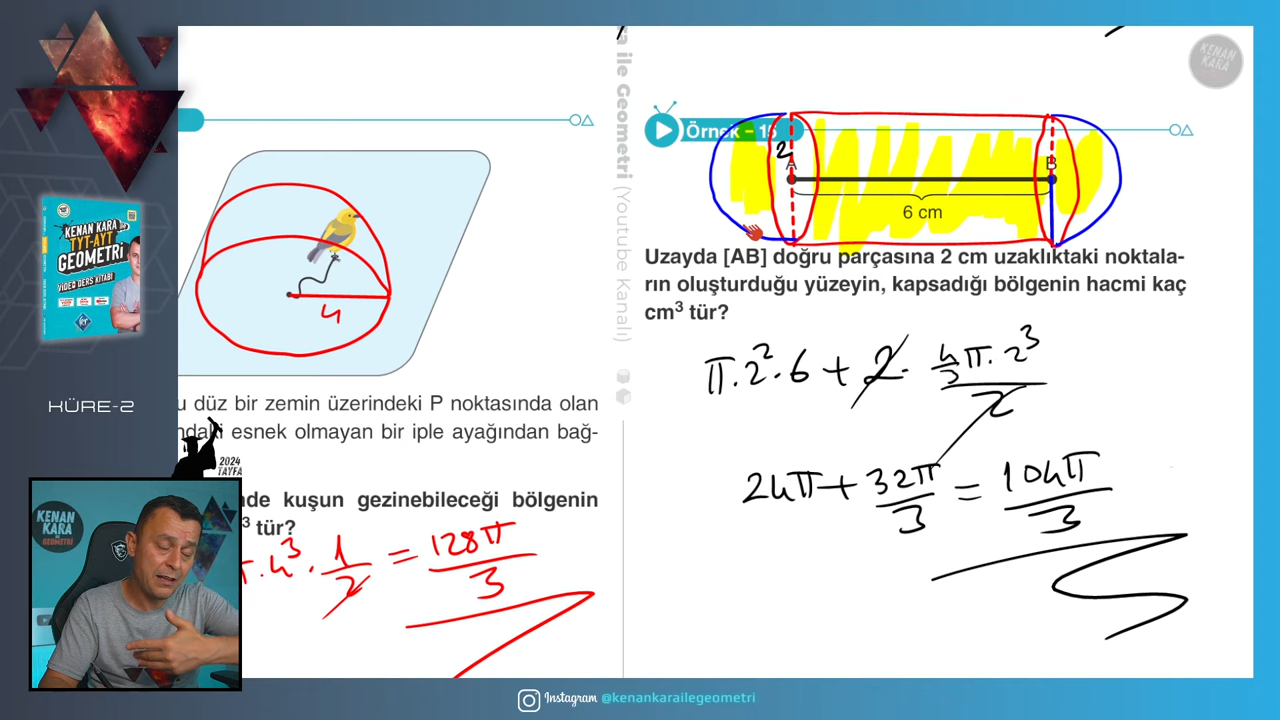 KENAN
KARA
ile Geometri (Youtube Kanalı)
Örnek – 15
2
A
B
6 cm
Uzayda [AB] doğru parçasına 2 cm uzaklıktaki noktala-
rın oluşturduğu yüzeyin, kapsadığı bölgenin hacmi kaç
cm³ tür?
π.2².6 + 2. 4/3 π.2³ / 2
24π + 32π/3 = 104π/3
4
düz bir zemin üzerindeki P noktasında olan
esnek olmayan bir iple ayağından bağ-
kuşun gezinebileceği bölgenin
tür?
.4³ . 1/2 = 128π/3
KENAN KARA
TYT-AYT
GEOMETRİ
VİDEO DERS KİTABI
KÜRE-2
2024
TAYFA
KENAN
KARA
GEOMETRİ
Instagram @kenankarailegeometri